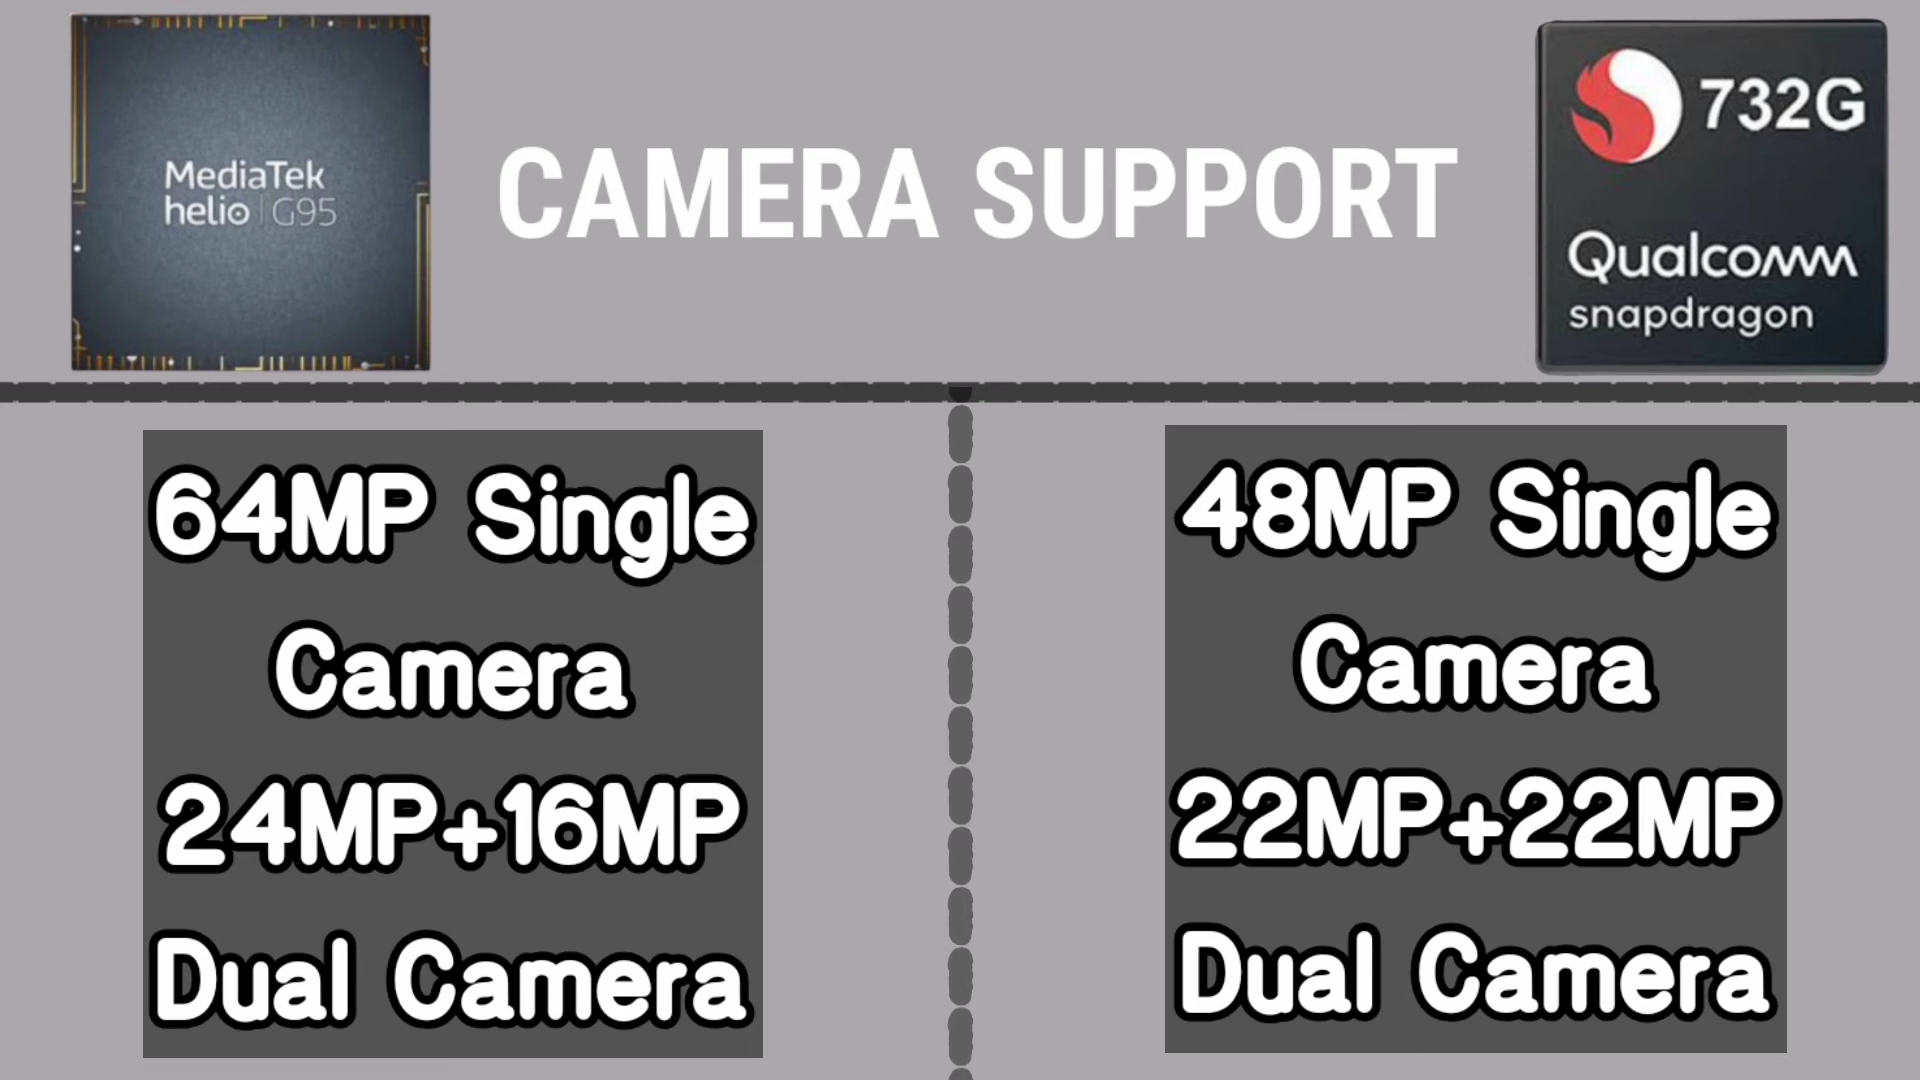 MediaTek
helio | G95
CAMERA SUPPORT
732G
Qualcomm
snapdragon
64MP Single
Camera
24MP+16MP
Dual Camera
48MP Single
Camera
22MP+22MP
Dual Camera